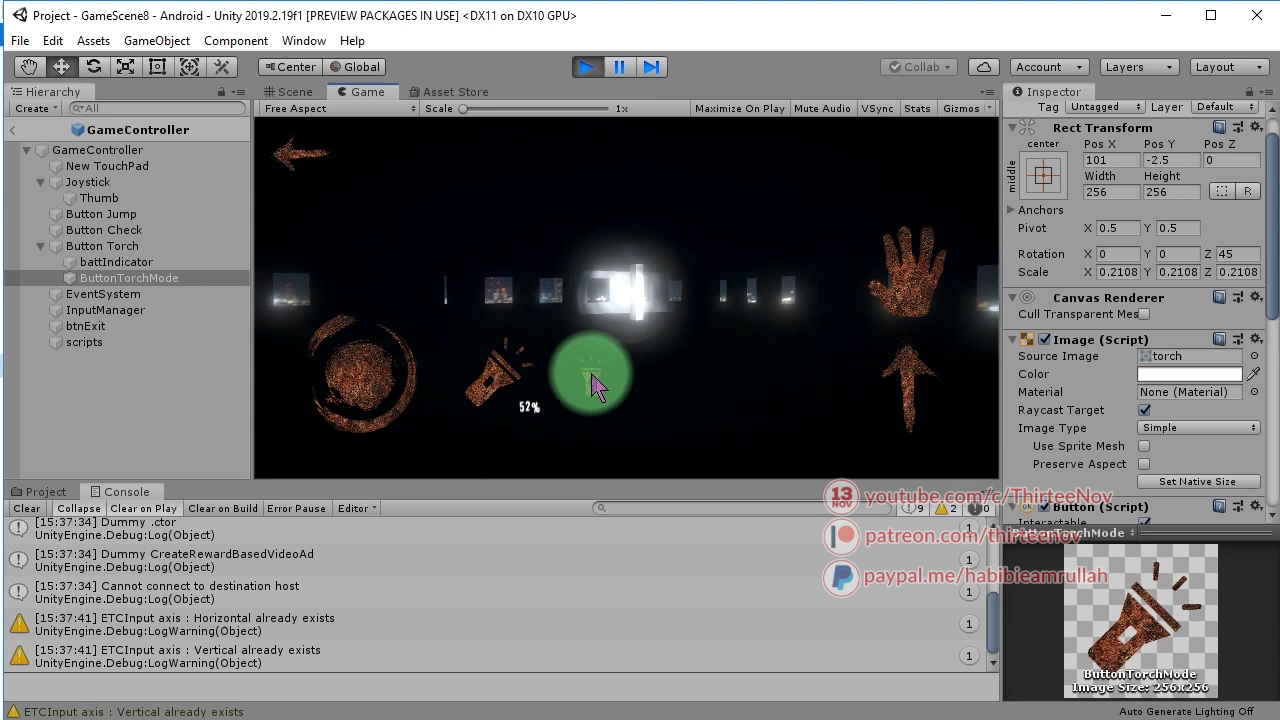 Project - GameScene8 - Android - Unity 2019.2.19f1 [PREVIEW PACKAGES IN USE] <DX11 on DX10 GPU>
File Edit Assets GameObject Component Window Help
Center Global Collab Account Layers Layout
Hierarchy
Create All
GameController
GameController
New TouchPad
Joystick
Thumb
Button Jump
Button Check
Button Torch
battIndicator
ButtonTorchMode
EventSystem
InputManager
btnExit
scripts
Scene Game Asset Store
Free Aspect Scale 1x Maximize On Play Mute Audio VSync Stats Gizmos
52%
Inspector
Tag Untagged Layer Default
Rect Transform
center Pos X Pos Y Pos Z
middle 101 -2.5 0
Width Height
256 256 R
Anchors
Pivot X 0.5 Y 0.5
Rotation X 0 Y 0 Z 45
Scale X 0.2108 Y 0.2108 Z 0.2108
Canvas Renderer
Cull Transparent Mes
Image (Script)
Source Image torch
Color
Material None (Material)
Raycast Target
Image Type Simple
Use Sprite Mesh
Preserve Aspect
Set Native Size
Button (Script)
Interactable
ButtonTorchMode
ButtonTorchMode
Image Size: 256x256
Project Console
Clear Collapse Clear on Play Clear on Build Error Pause Editor 9 2 0
[15:37:34] Dummy .ctor
UnityEngine.Debug:Log(Object) 1
[15:37:34] Dummy CreateRewardBasedVideoAd
UnityEngine.Debug:Log(Object) 1
[15:37:34] Cannot connect to destination host
UnityEngine.Debug:Log(Object) 1
[15:37:41] ETCInput axis : Horizontal already exists
UnityEngine.Debug:LogWarning(Object) 1
[15:37:41] ETCInput axis : Vertical already exists
UnityEngine.Debug:LogWarning(Object) 1
13 NOV youtube.com/c/ThirteeNov
patreon.com/thirteenov
paypal.me/habibieamrullah
ETCInput axis : Vertical already exists
Auto Generate Lighting Off